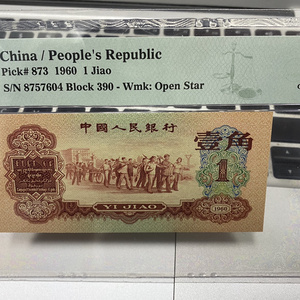 China / People's Republic
Pick# 873 1960 1 Jiao
S/N 8757604 Block 390 - Wmk: Open Star
中國人民银行
壹角
1
YI JIAO
1960